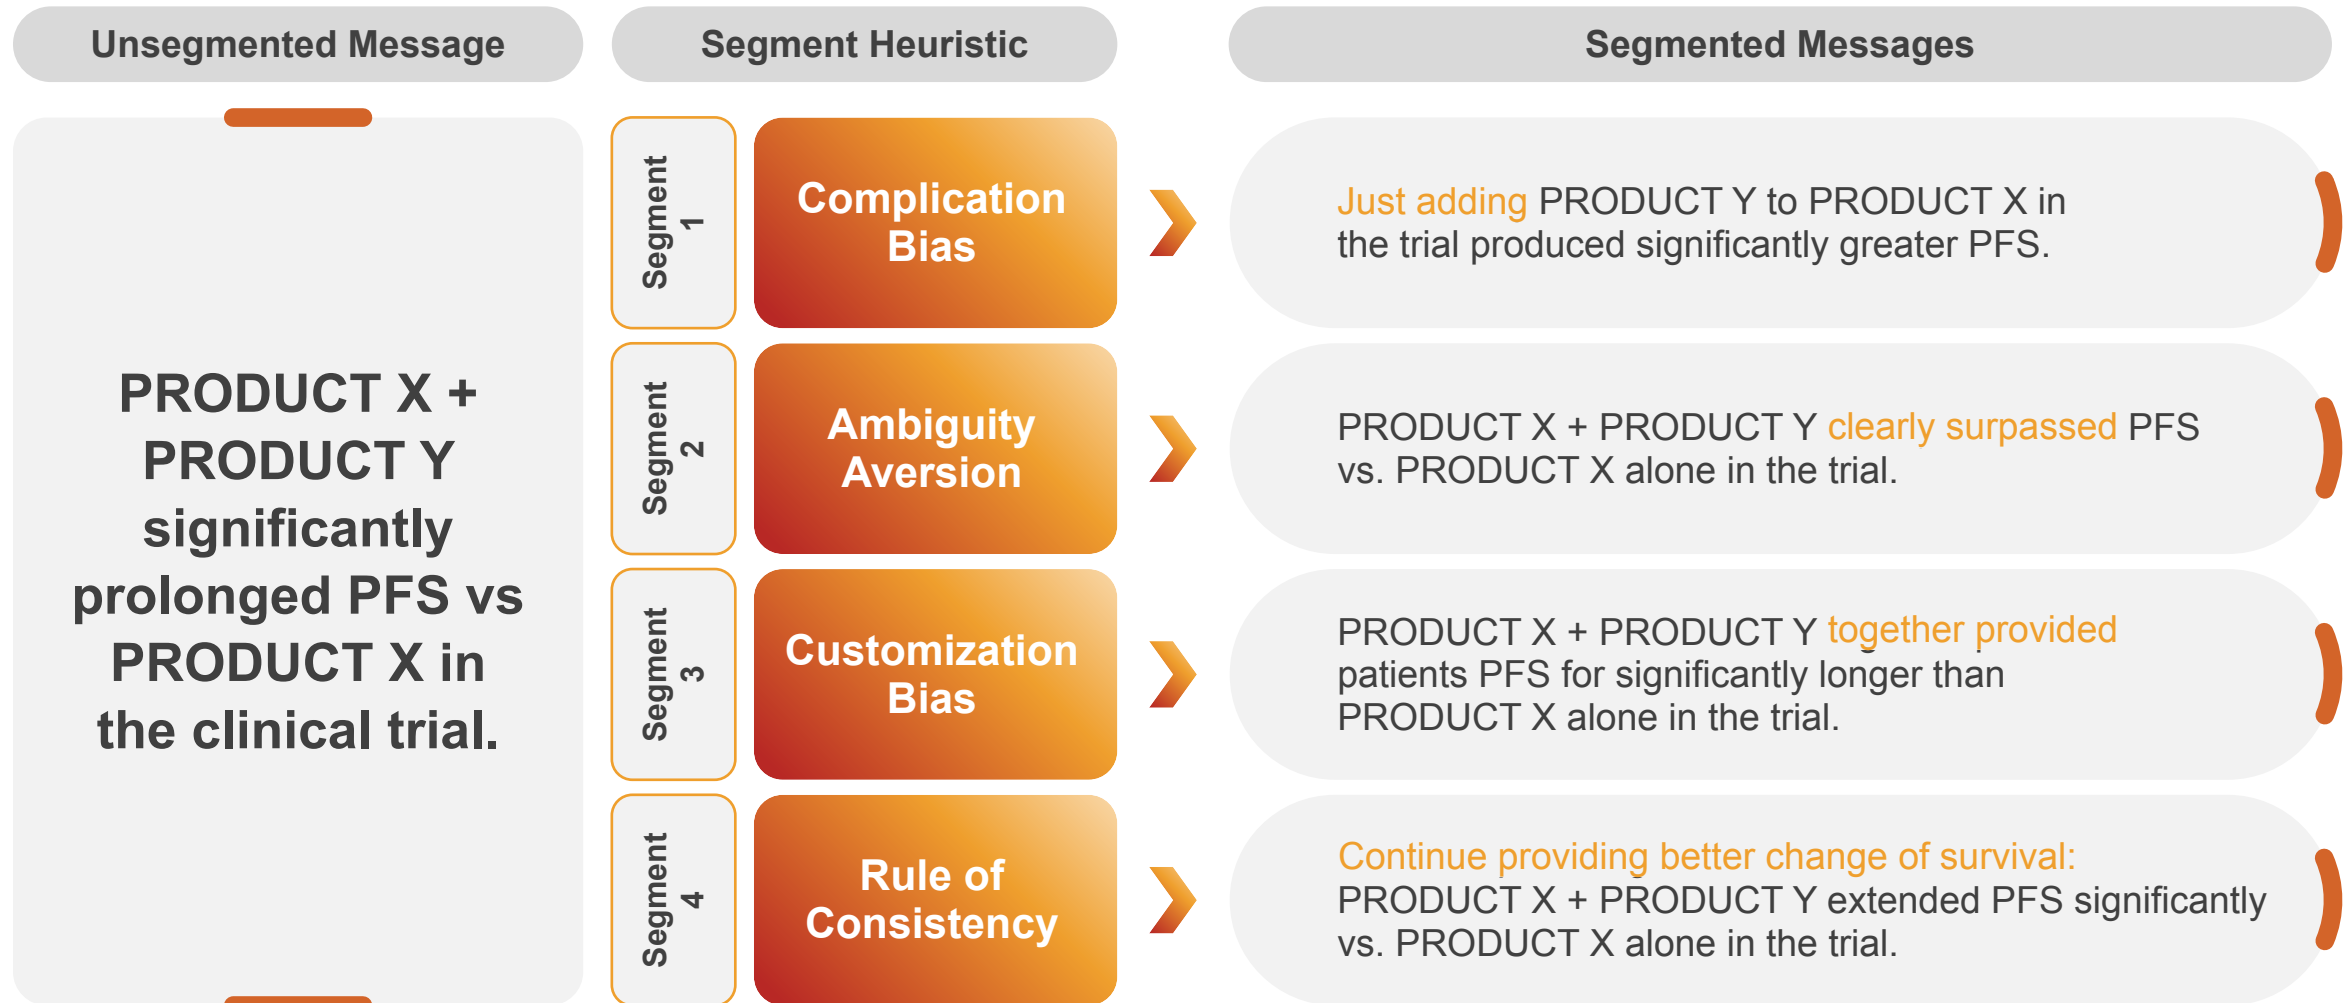 Unsegmented Message
Segment Heuristic
Segmented Messages
PRODUCT X +
PRODUCT Y
significantly
prolonged PFS vs
PRODUCT X in
the clinical trial.
Segment
1
Complication
Bias
Just adding PRODUCT Y to PRODUCT X in
the trial produced significantly greater PFS.
Segment
2
Ambiguity
Aversion
PRODUCT X + PRODUCT Y clearly surpassed PFS
vs. PRODUCT X alone in the trial.
Segment
3
Customization
Bias
PRODUCT X + PRODUCT Y together provided
patients PFS for significantly longer than
PRODUCT X alone in the trial.
Segment
4
Rule of
Consistency
Continue providing better change of survival:
PRODUCT X + PRODUCT Y extended PFS significantly
vs. PRODUCT X alone in the trial.